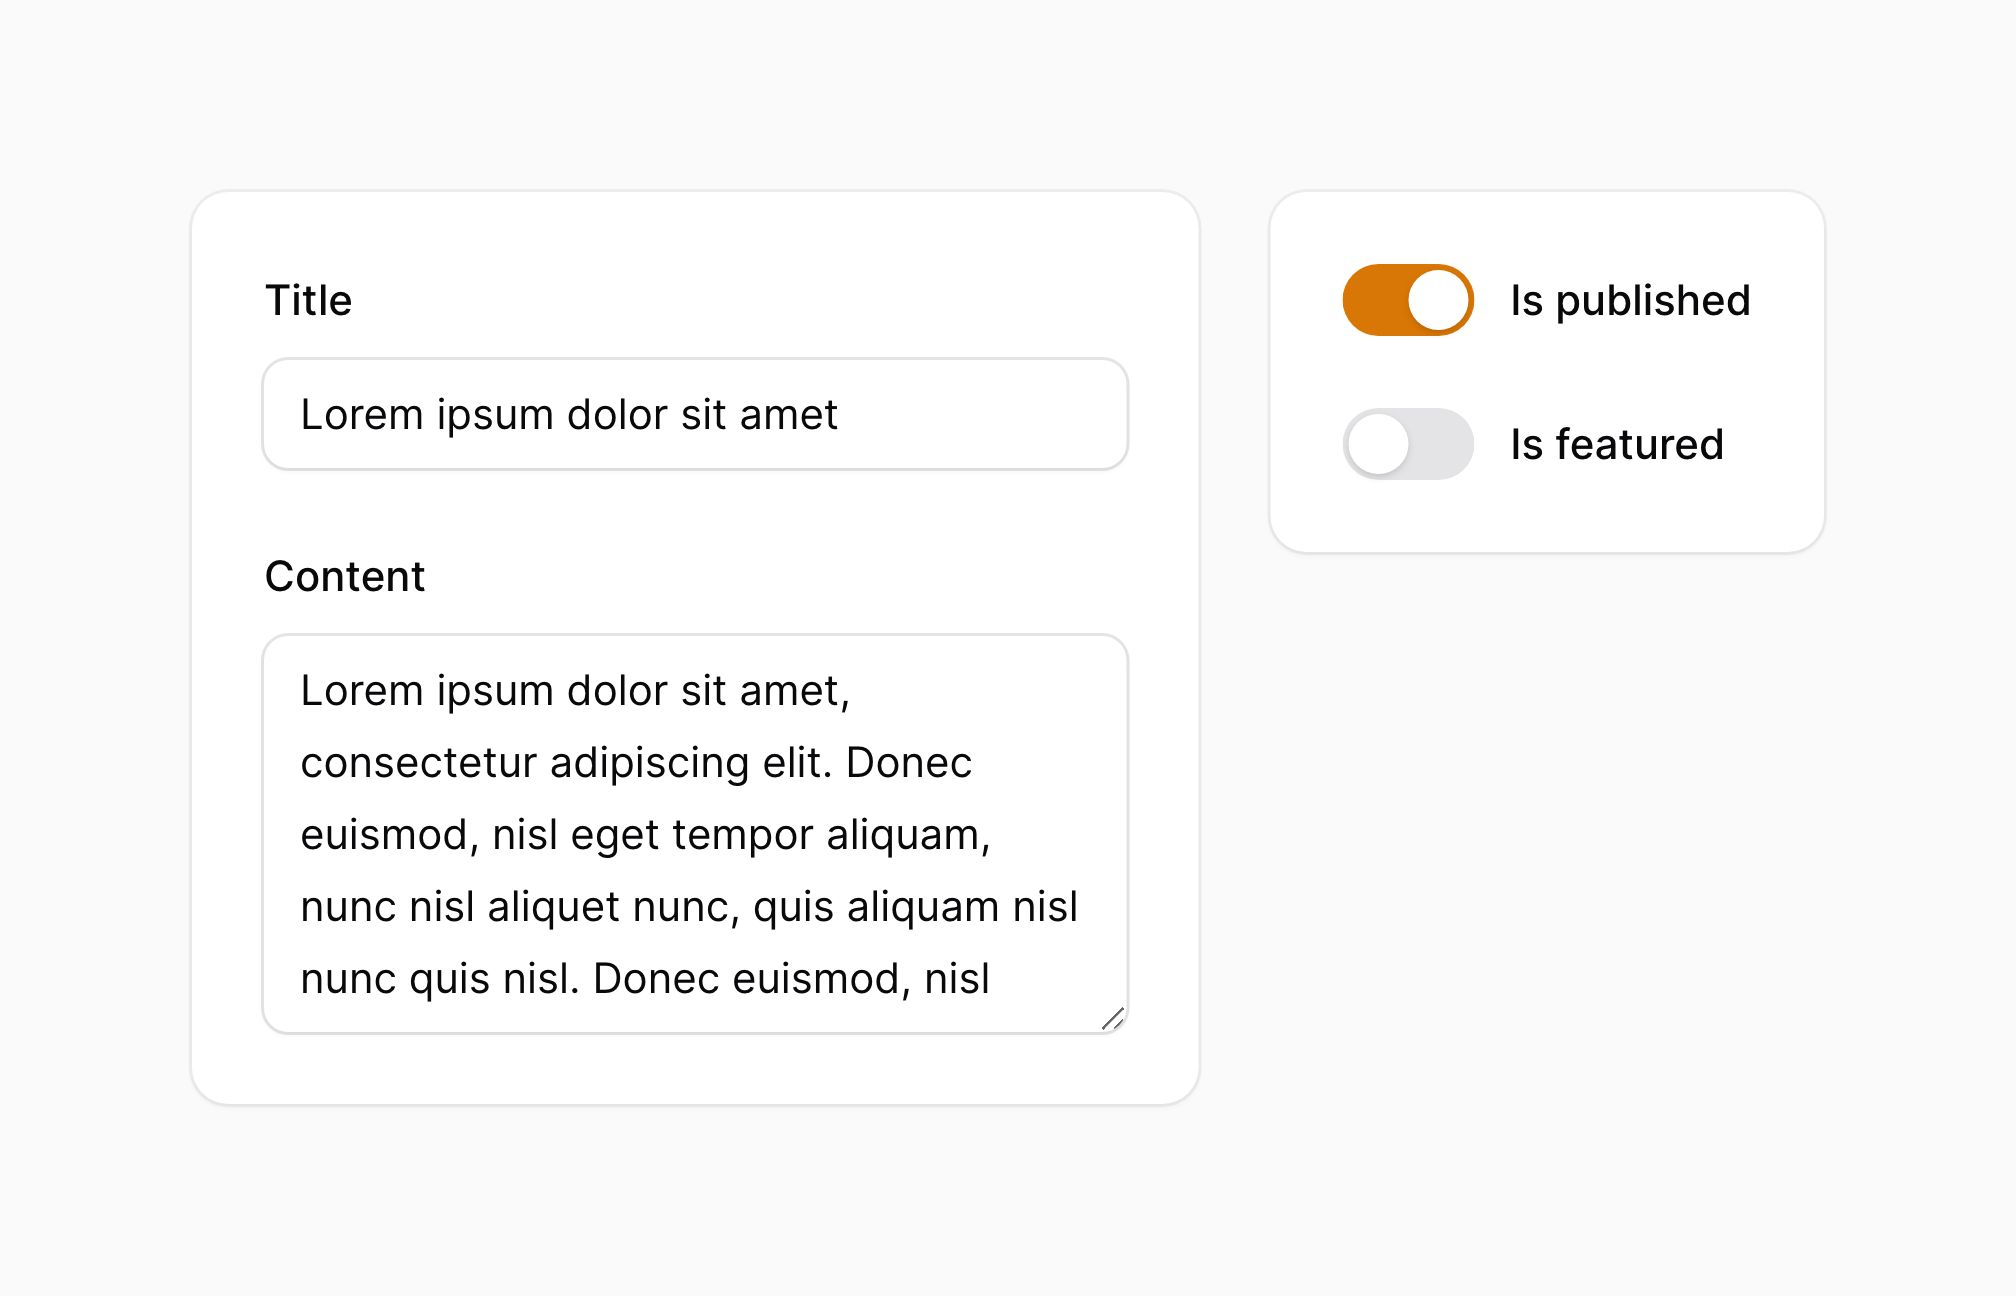 Title
Lorem ipsum dolor sit amet
Content
Lorem ipsum dolor sit amet,
consectetur adipiscing elit. Donec
euismod, nisl eget tempor aliquam,
nunc nisl aliquet nunc, quis aliquam nisl
nunc quis nisl. Donec euismod, nisl
Is published
Is featured